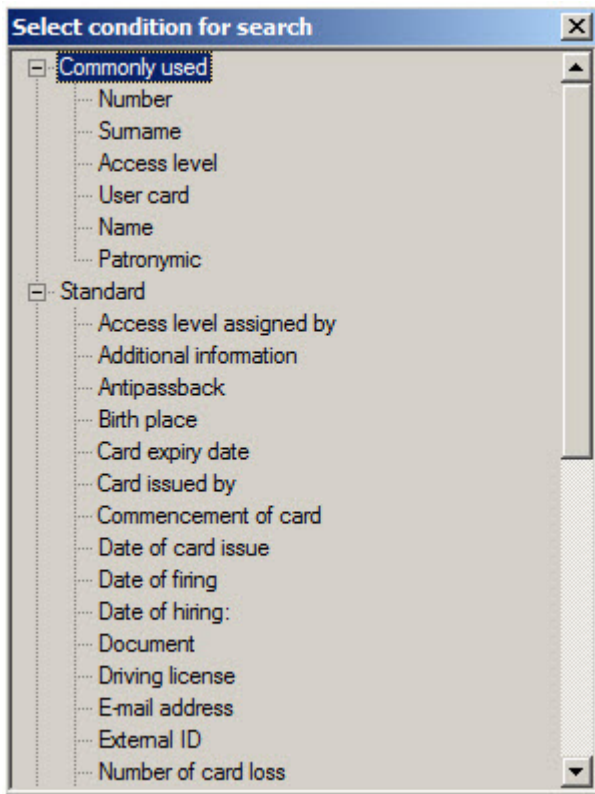 Select condition for search
Commonly used
Number
Surname
Access level
User card
Name
Patronymic
Standard
Access level assigned by
Additional information
Antipassback
Birth place
Card expiry date
Card issued by
Commencement of card
Date of card issue
Date of firing
Date of hiring:
Document
Driving license
E-mail address
External ID
Number of card loss